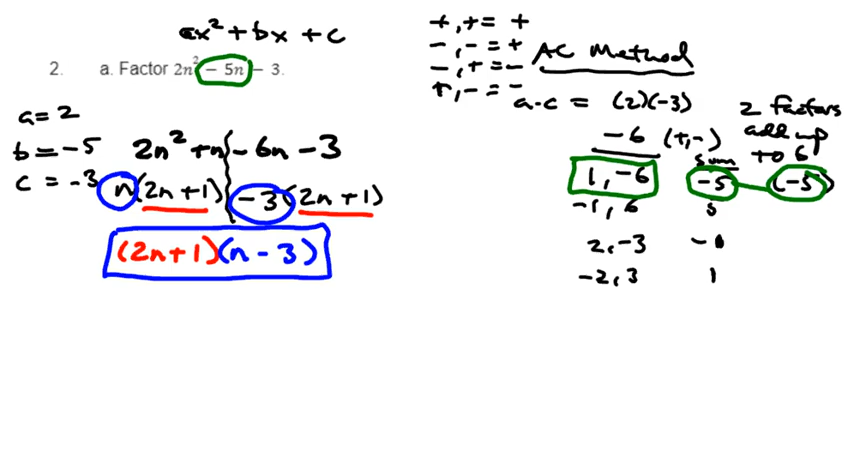 ax² + bx + c
2. a. Factor 2n² − 5n − 3.
a = 2
b = −5
c = −3
2n² + n − 6n − 3
n(2n+1) −3(2n+1)
(2n+1)(n − 3)
+,+ = +
−,− = +
−,+ = −
+,− = −
AC Method
a·c = (2)(−3)
−6 (+,−)
2 factors
add up
to 6
sum
1, −6 −5 (−5)
−1, 6 5
2, −3 −1
−2, 3 1